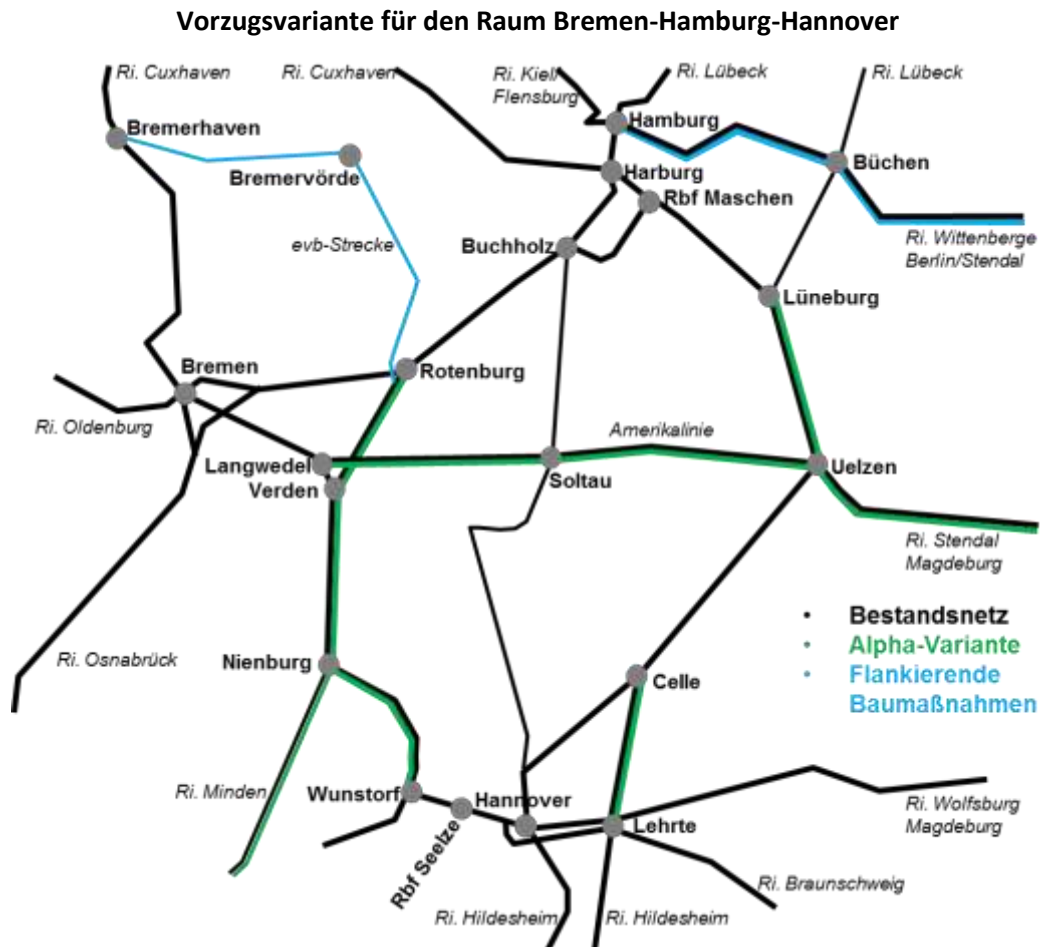 Vorzugsvariante für den Raum Bremen-Hamburg-Hannover
Ri. Cuxhaven
Ri. Cuxhaven
Ri. Kiel/
Flensburg
Ri. Lübeck
Ri. Lübeck
Bremerhaven
Hamburg
Bremervörde
Harburg
Büchen
Rbf Maschen
evb-Strecke
Buchholz
Ri. Wittenberge
Berlin/Stendal
Lüneburg
Bremen
Rotenburg
Ri. Oldenburg
Amerikalinie
Langwedel
Soltau
Uelzen
Verden
Ri. Stendal
Magdeburg
• Bestandsnetz
• Alpha-Variante
• Flankierende
Baumaßnahmen
Ri. Osnabrück
Nienburg
Celle
Ri. Minden
Wunstorf
Hannover
Rbf Seelze
Lehrte
Ri. Wolfsburg
Magdeburg
Ri. Braunschweig
Ri. Hildesheim
Ri. Hildesheim